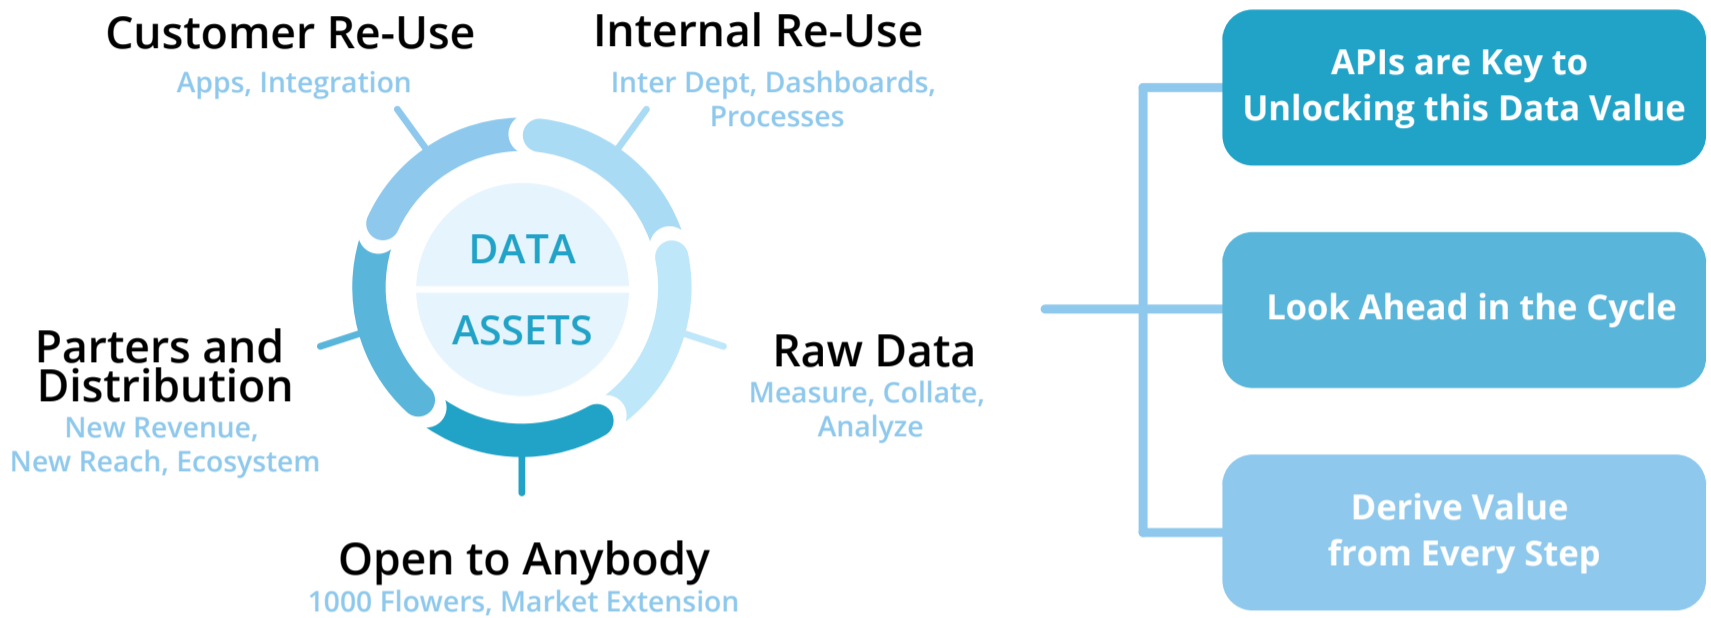 Customer Re-Use
Apps, Integration
Internal Re-Use
Inter Dept, Dashboards,
Processes
DATA
ASSETS
Parters and
Distribution
New Revenue,
New Reach, Ecosystem
Raw Data
Measure, Collate,
Analyze
Open to Anybody
1000 Flowers, Market Extension
APIs are Key to
Unlocking this Data Value
Look Ahead in the Cycle
Derive Value
from Every Step